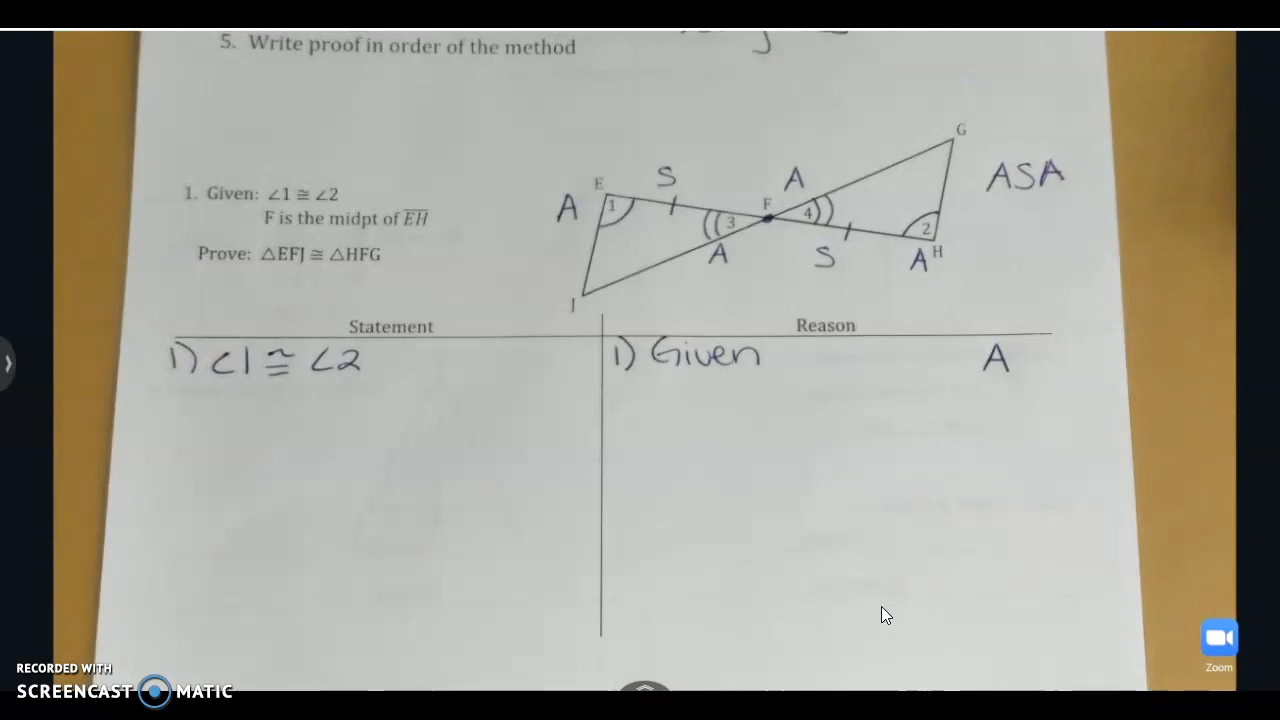 5. Write proof in order of the method
1. Given: ∠1 ≅ ∠2
F is the midpt of EH
Prove: △EFJ ≅ △HFG
G
ASA
E
S
A
A
1
F
4
3
2
A
S
A
H
J
Statement
Reason
1) ∠1 ≅ ∠2
1) Given
A
Zoom
RECORDED WITH
SCREENCAST MATIC